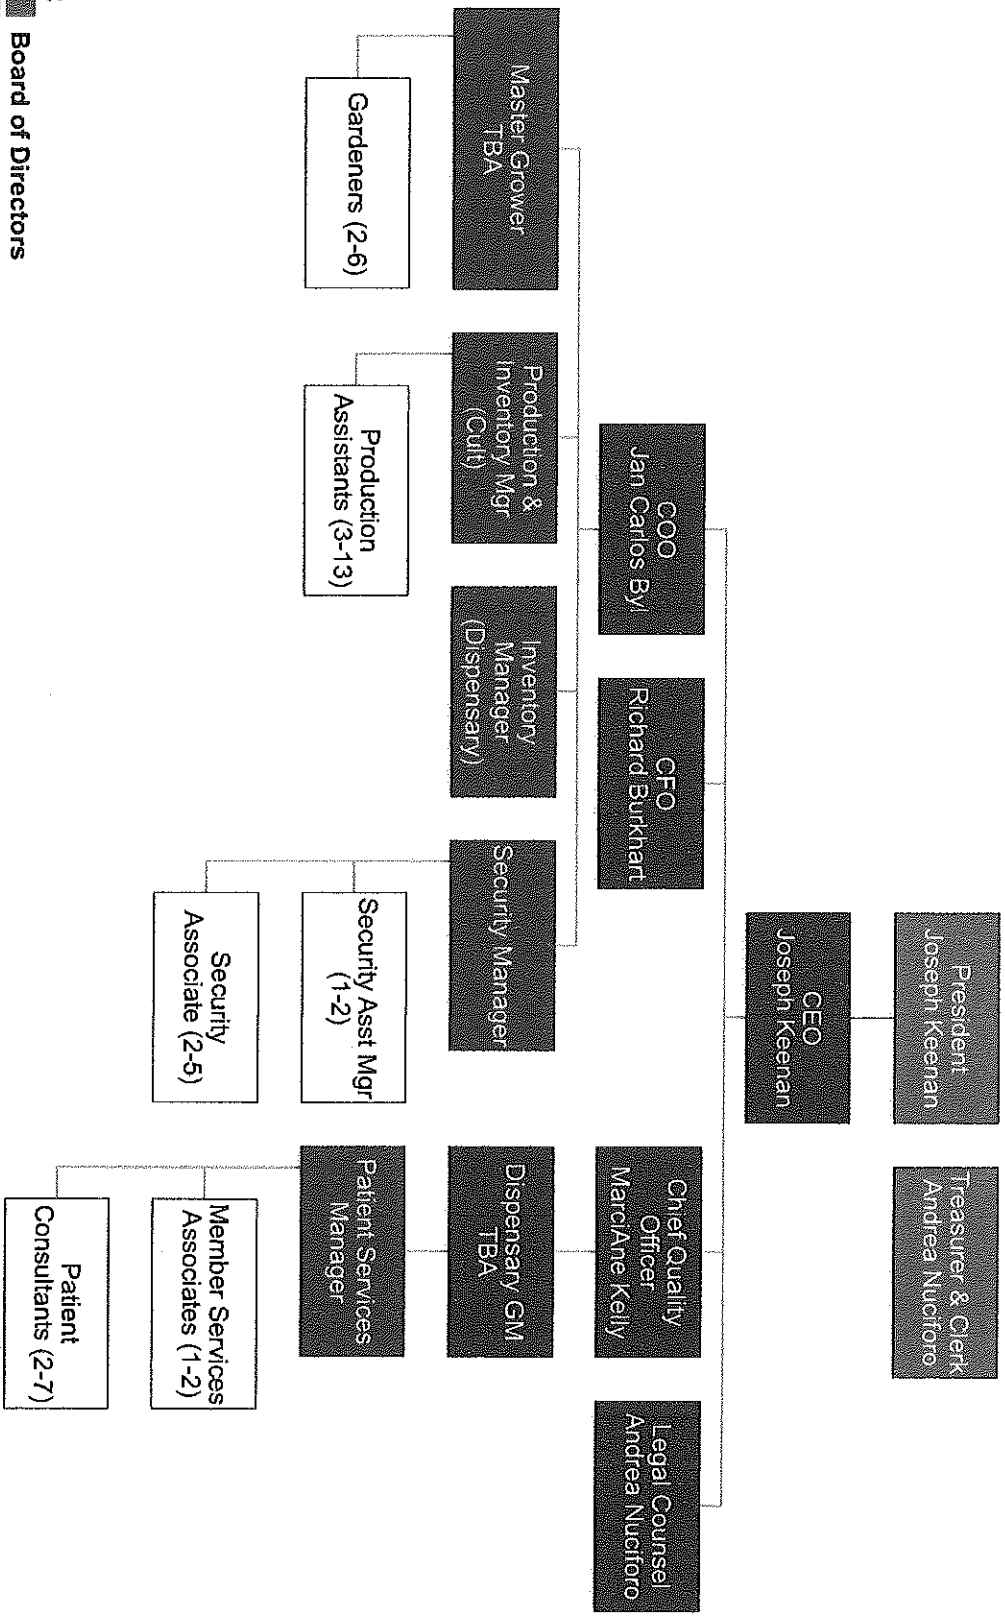 President
Joseph Keenan
Treasurer & Clerk
Andrea Nuciforo
CEO
Joseph Keenan
COO
Jan Carlos Byl
CFO
Richard Burkhart
Chief Quality
Officer
MarciAne Kelly
Legal Counsel
Andrea Nuciforo
Master Grower
TBA
Production &
Inventory Mgr
(Cult)
Inventory
Manager
(Dispensary)
Security Manager
Dispensary GM
TBA
Gardeners (2-6)
Production
Assistants (3-13)
Security Asst Mgr
(1-2)
Patient Services
Manager
Security
Associate (2-5)
Member Services
Associates (1-2)
Patient
Consultants (2-7)
Board of Directors